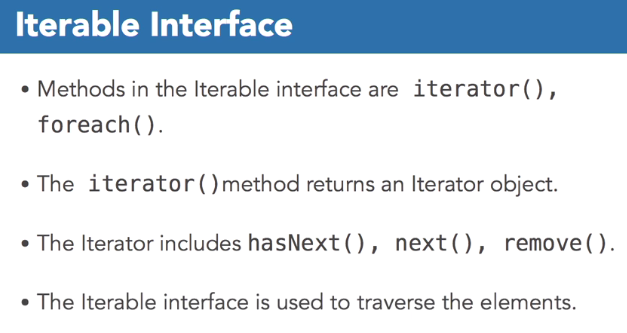 Iterable Interface
• Methods in the Iterable interface are iterator(),
foreach().
• The iterator()method returns an Iterator object.
• The Iterator includes hasNext(), next(), remove().
• The Iterable interface is used to traverse the elements.